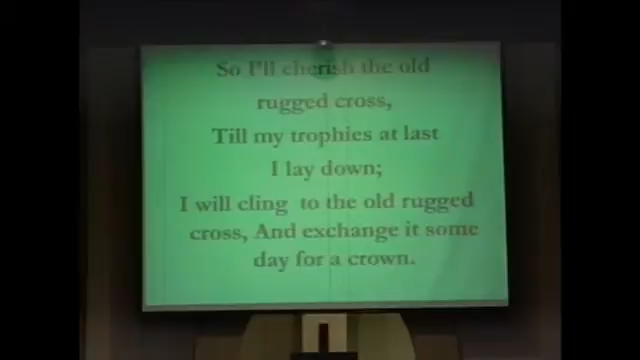 So I'll cherish the old
rugged cross,
Till my trophies at last
I lay down;
I will cling to the old rugged
cross, And exchange it some
day for a crown.